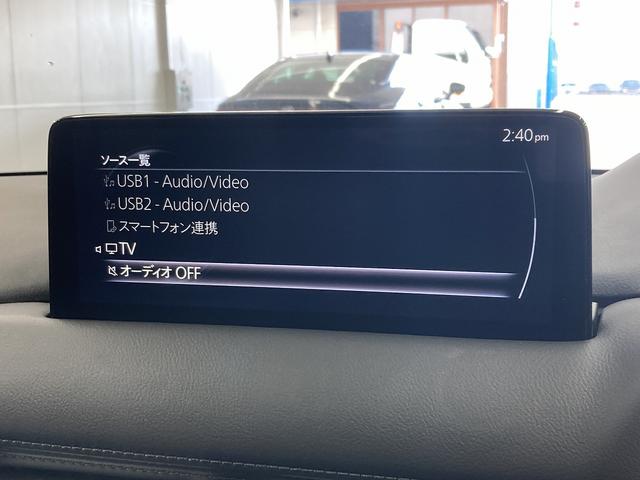 2:40pm
ソース一覧
USB1 - Audio/Video
USB2 - Audio/Video
スマートフォン連携
TV
オーディオ OFF